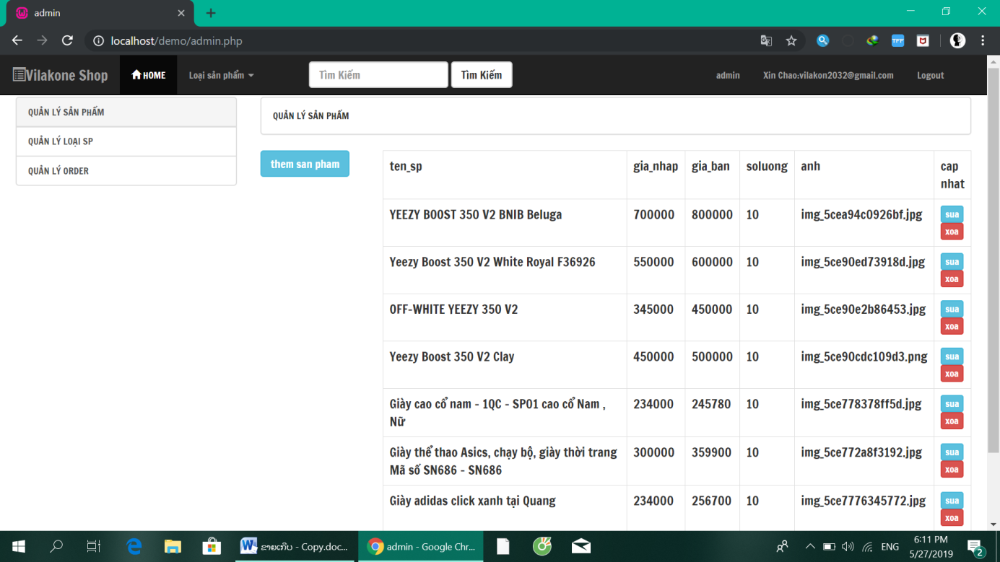 admin
localhost/demo/admin.php
Vilakone Shop HOME Loại sản phẩm Tìm Kiếm Tìm Kiếm admin Xin Chao:vilakon2032@gmail.com Logout
QUẢN LÝ SẢN PHẨM
QUẢN LÝ LOẠI SP
QUẢN LÝ ORDER
QUẢN LÝ SẢN PHẨM
them san pham
ten_sp gia_nhap gia_ban soluong anh cap
nhat
YEEZY BOOST 350 V2 BNIB Beluga 700000 800000 10 img_5cea94c0926bf.jpg sua
xoa
Yeezy Boost 350 V2 White Royal F36926 550000 600000 10 img_5ce90ed73918d.jpg sua
xoa
OFF-WHITE YEEZY 350 V2 345000 450000 10 img_5ce90e2b86453.jpg sua
xoa
Yeezy Boost 350 V2 Clay 450000 500000 10 img_5ce90cdc109d3.png sua
xoa
Giày cao cổ nam - 1QC - SP01 cao cổ Nam , 234000 245780 10 img_5ce778378ff5d.jpg sua
Nữ xoa
Giày thể thao Asics, chạy bộ, giày thời trang 300000 359900 10 img_5ce772a8f3192.jpg sua
Mã số SN686 - SN686 xoa
Giày adidas click xanh tại Quang 234000 256700 10 img_5ce7776345772.jpg sua
xoa
ຂາຍເກີບ - Copy.doc... admin - Google Chr... ENG 6:11 PM
5/27/2019 2